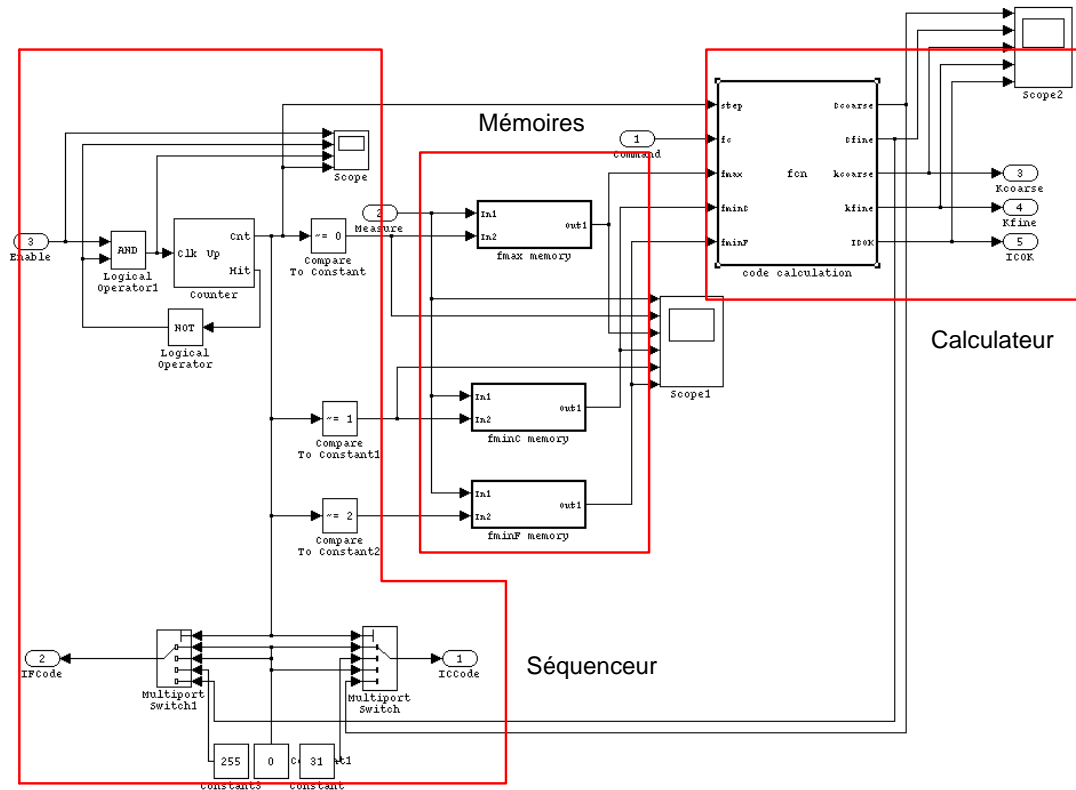 Scope2
Mémoires
step
Dcoarse
1
Command
fc
Dfine
Scope
fmax
fcn
kcoarse
3
Kcoarse
2
Measure
In1
In2
Out1
fmax memory
fminC
kfine
4
Kfine
3
Enable
AND
Logical
Operator1
Clk Up
Cnt
Hit
Counter
~= 0
Compare
To Constant
fminF
5
ICOK
code calculation
NOT
Logical
Operator
Calculateur
Scope1
~= 1
Compare
To Constant1
In1
In2
Out1
fminC memory
~= 2
Compare
To Constant2
In1
In2
Out1
fminF memory
2
IFCode
Multiport
Switch1
Multiport
Switch
1
ICCode
Séquenceur
255
Constant3
0
31
Constant